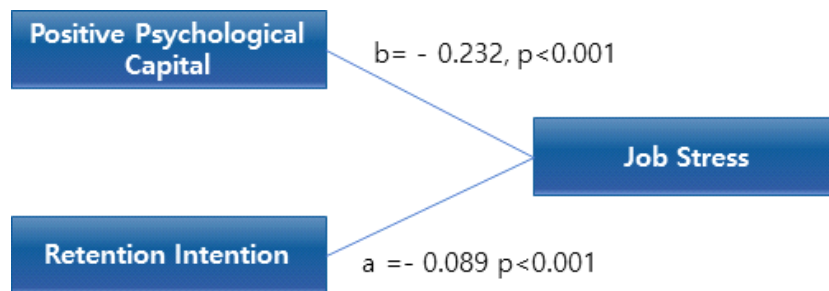 Positive Psychological
Capital
b= - 0.232, p<0.001
Job Stress
Retention Intention
a =- 0.089 p<0.001